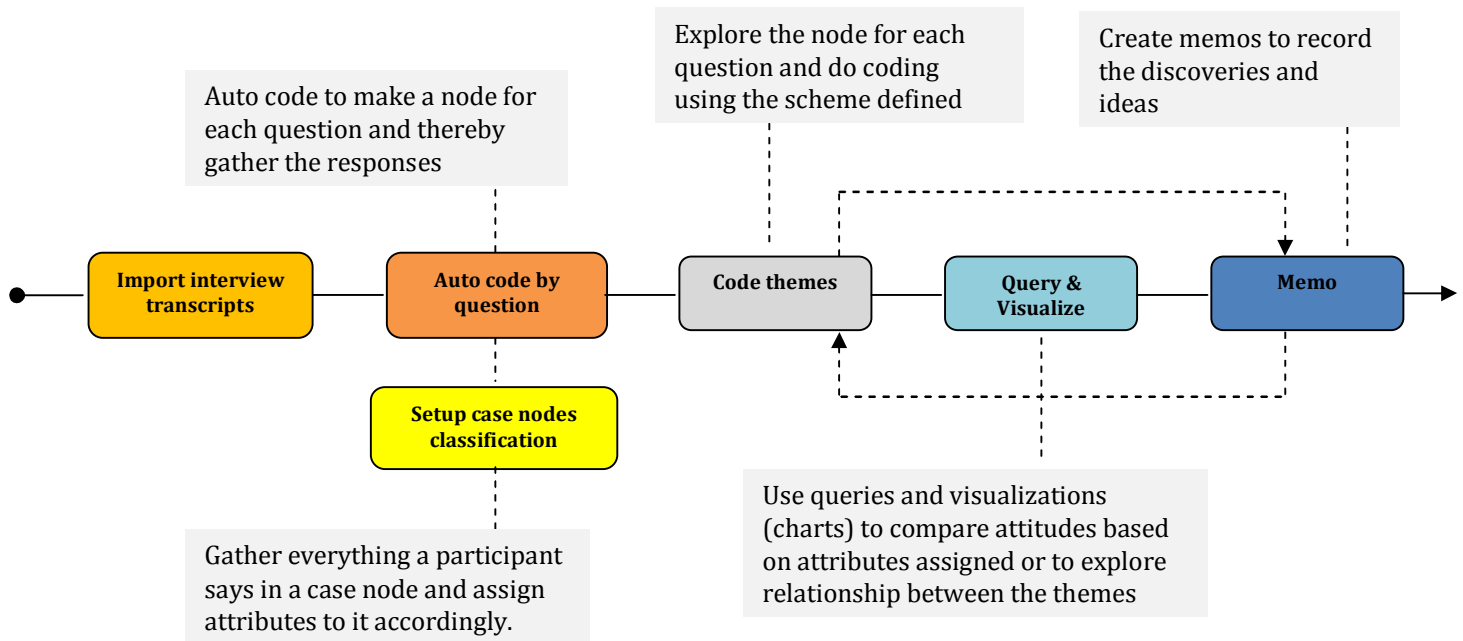 Auto code to make a node for
each question and thereby
gather the responses
Explore the node for each
question and do coding
using the scheme defined
Create memos to record
the discoveries and
ideas
Import interview
transcripts
Auto code by
question
Code themes
Query &
Visualize
Memo
Setup case nodes
classification
Gather everything a participant
says in a case node and assign
attributes to it accordingly.
Use queries and visualizations
(charts) to compare attitudes based
on attributes assigned or to explore
relationship between the themes